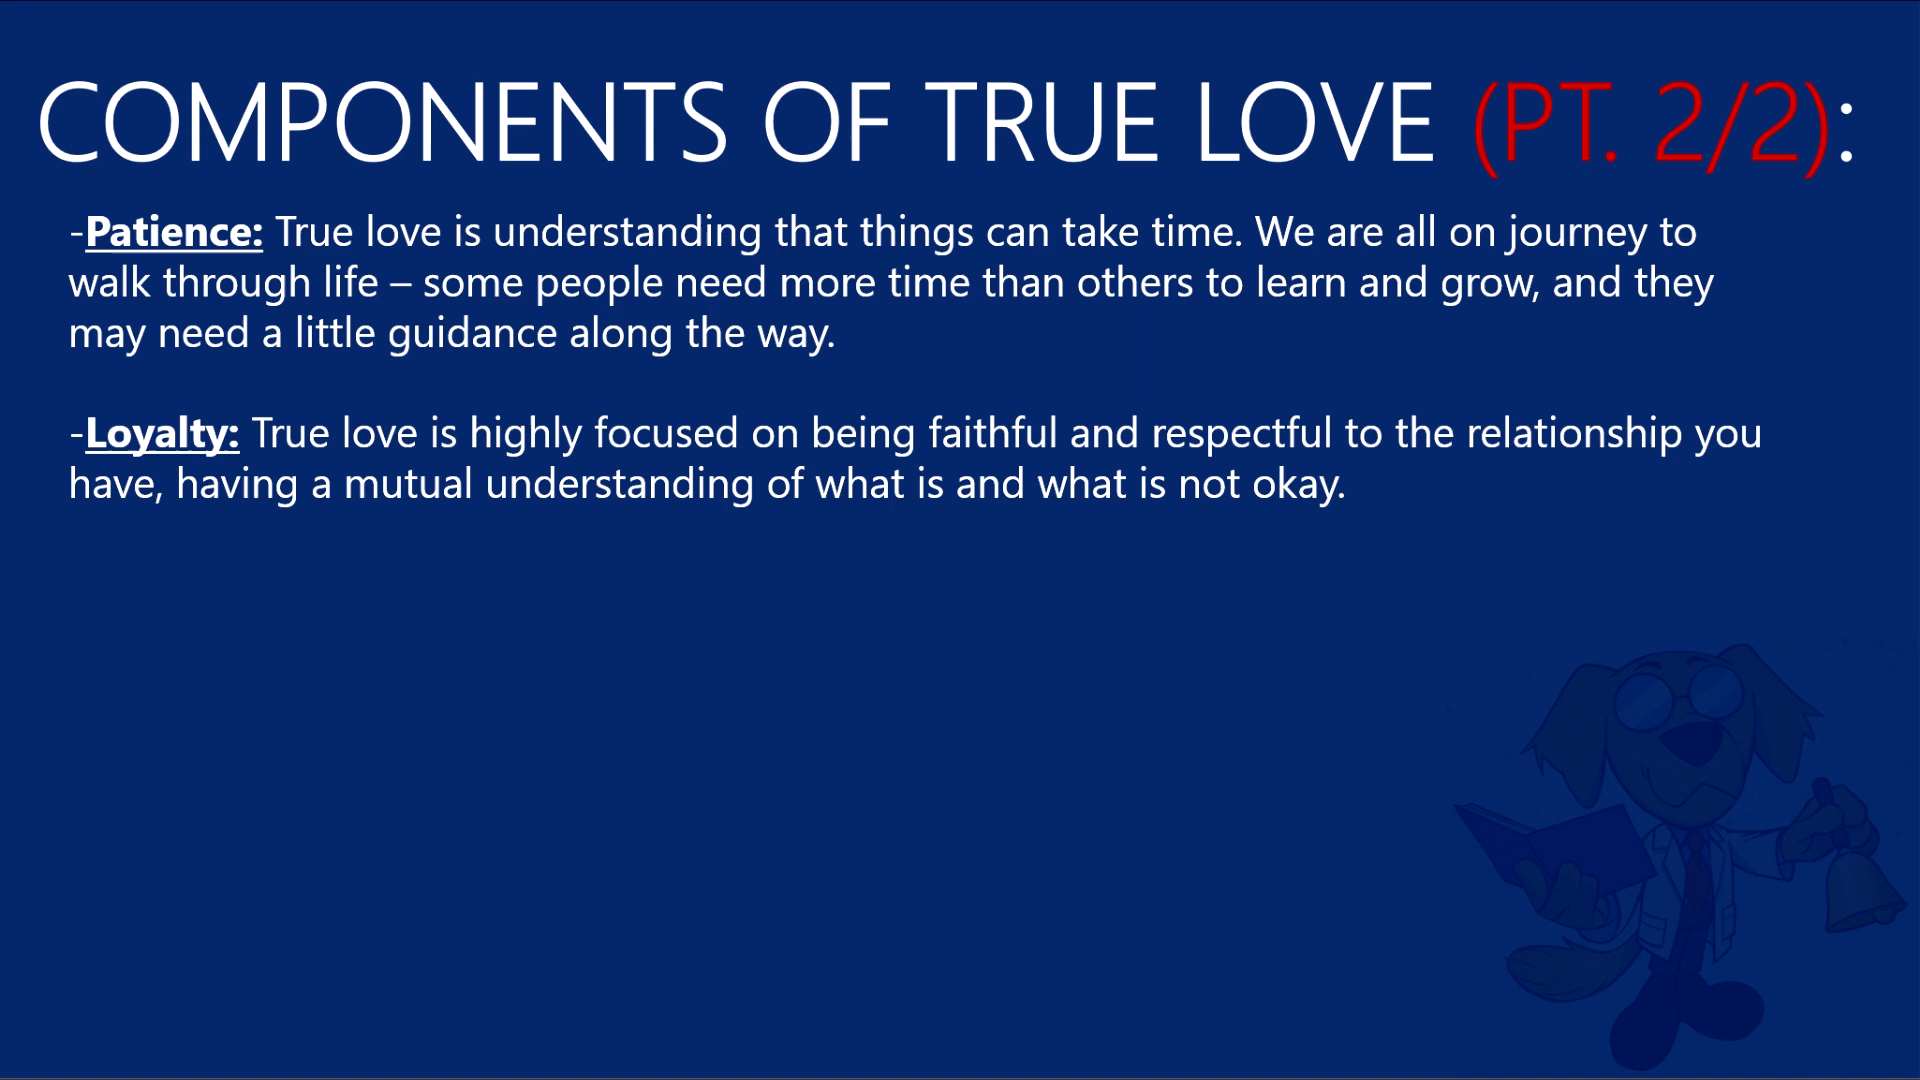 COMPONENTS OF TRUE LOVE (PT. 2/2):
-Patience: True love is understanding that things can take time. We are all on journey to
walk through life – some people need more time than others to learn and grow, and they
may need a little guidance along the way.
-Loyalty: True love is highly focused on being faithful and respectful to the relationship you
have, having a mutual understanding of what is and what is not okay.